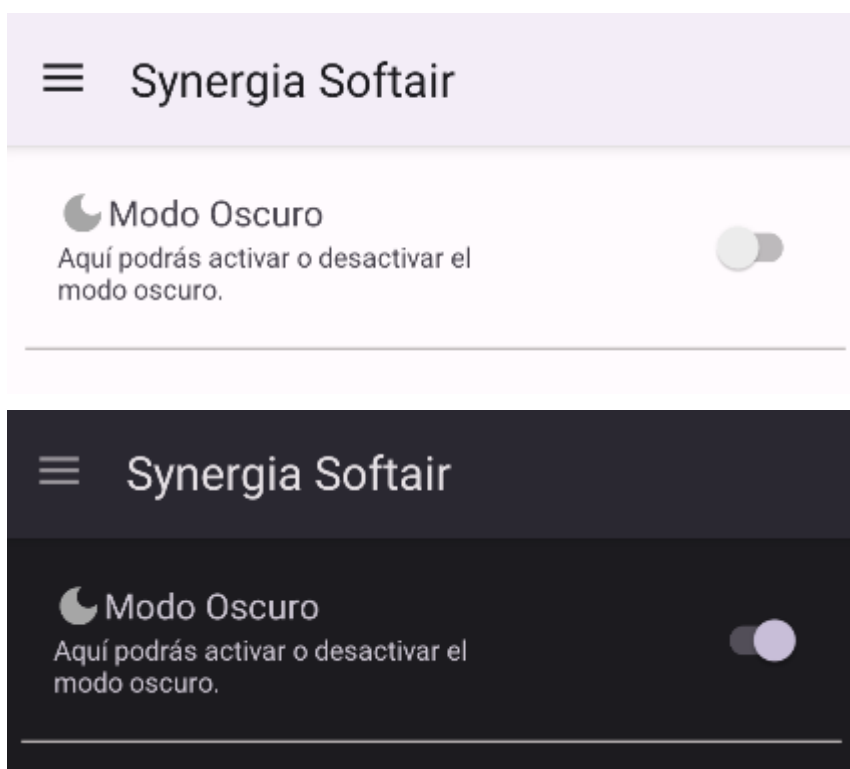 Synergia Softair
Modo Oscuro
Aquí podrás activar o desactivar el
modo oscuro.
Synergia Softair
Modo Oscuro
Aquí podrás activar o desactivar el
modo oscuro.